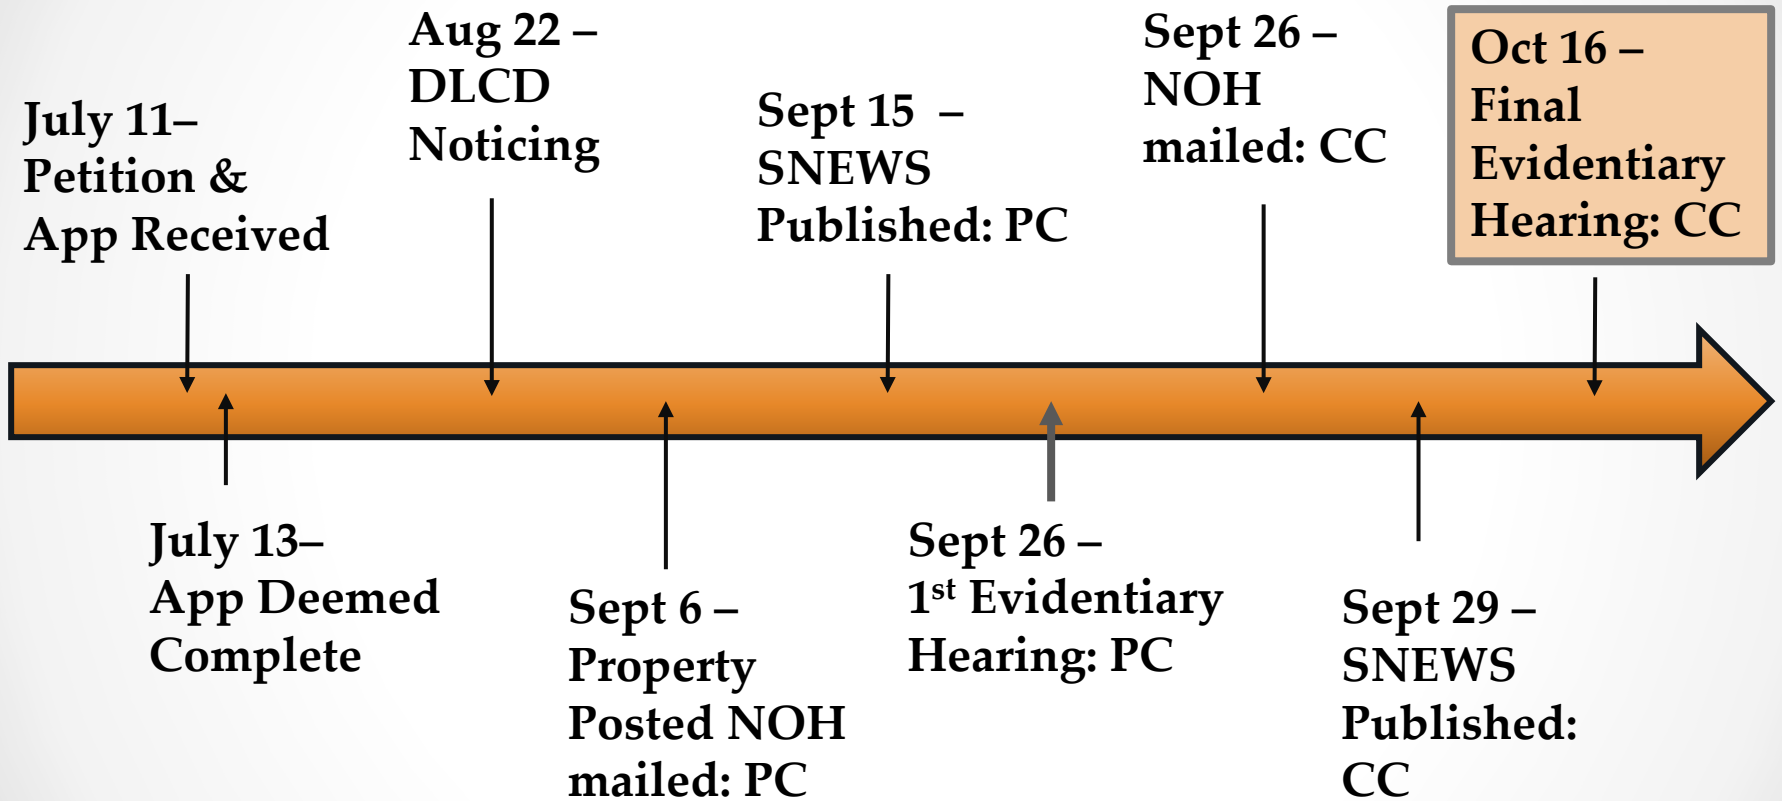 July 11–
Petition &
App Received
July 13–
App Deemed
Complete
Aug 22 –
DLCD
Noticing
Sept 6 –
Property
Posted NOH
mailed: PC
Sept 15 –
SNEWS
Published: PC
Sept 26 –
1st Evidentiary
Hearing: PC
Sept 26 –
NOH
mailed: CC
Sept 29 –
SNEWS
Published:
CC
Oct 16 –
Final
Evidentiary
Hearing: CC